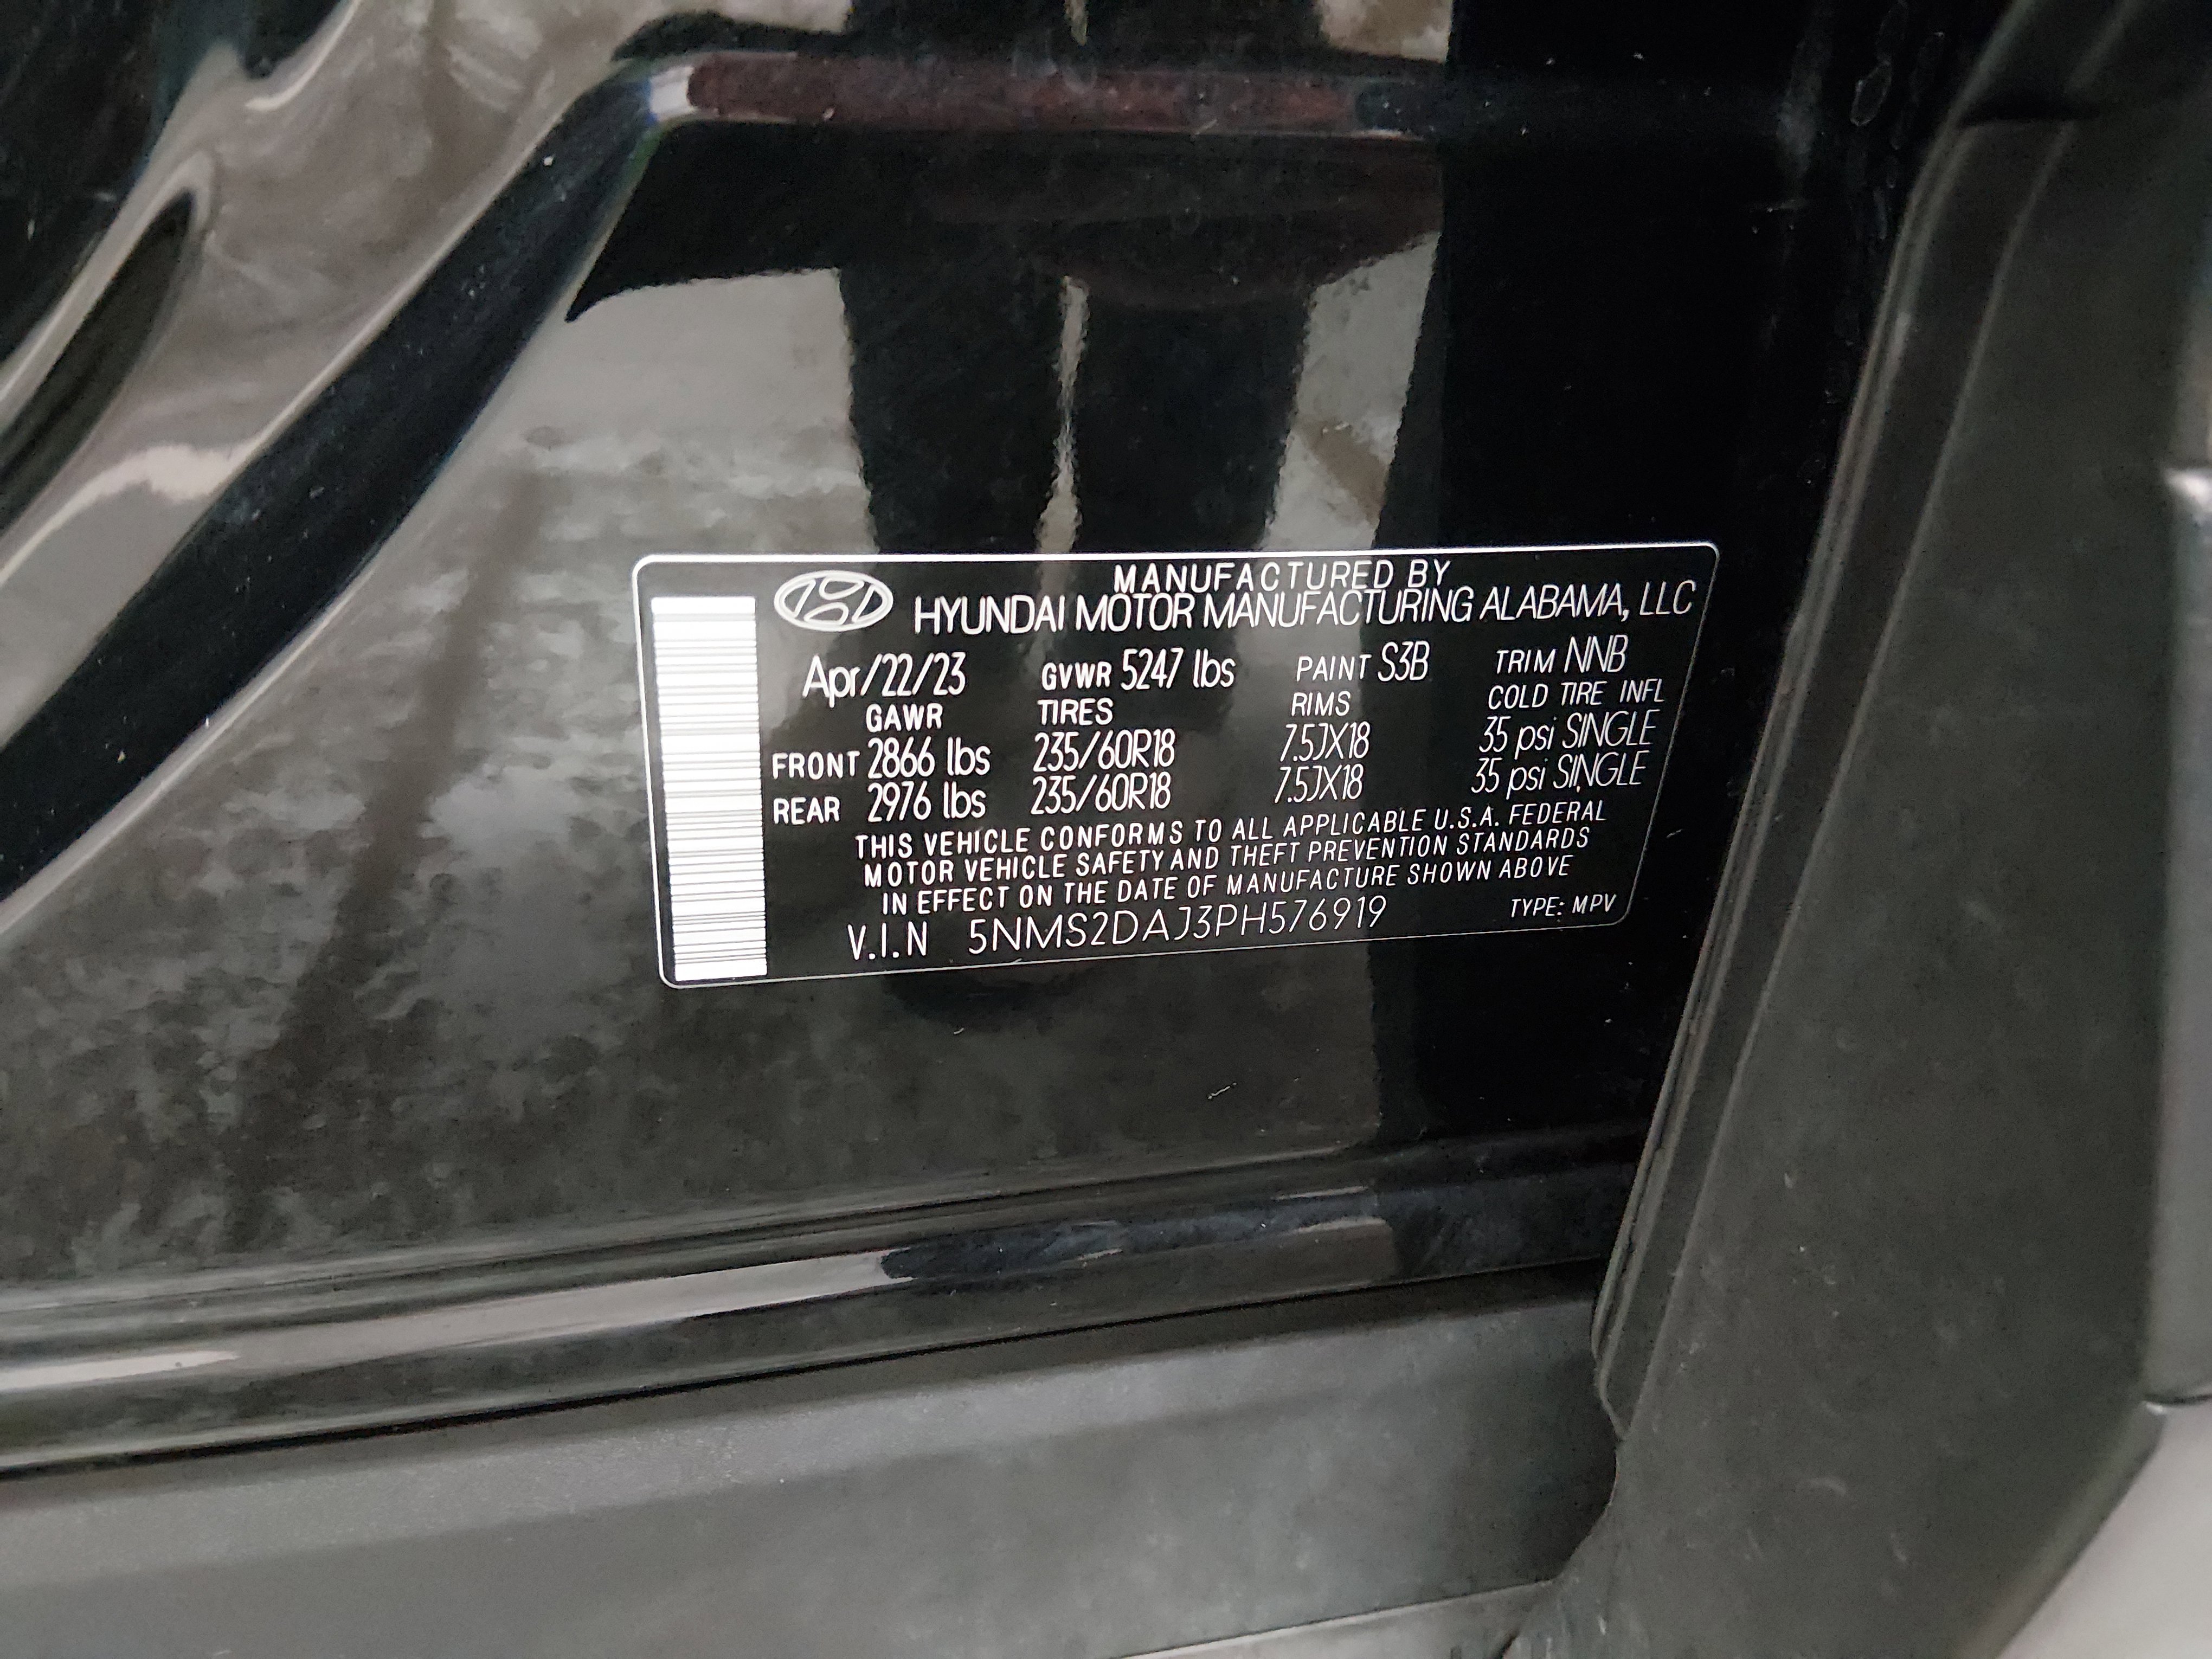 MANUFACTURED BY
HYUNDAI MOTOR MANUFACTURING ALABAMA, LLC
Apr/22/23 GVWR 5247 lbs PAINT S3B TRIM NNB
GAWR TIRES RIMS COLD TIRE INFL
FRONT 2866 lbs 235/60R18 7.5JX18 35 psi SINGLE
REAR 2976 lbs 235/60R18 7.5JX18 35 psi SINGLE
THIS VEHICLE CONFORMS TO ALL APPLICABLE U.S.A. FEDERAL
MOTOR VEHICLE SAFETY AND THEFT PREVENTION STANDARDS
IN EFFECT ON THE DATE OF MANUFACTURE SHOWN ABOVE
V.I.N 5NMS2DAJ3PH576919 TYPE: MPV